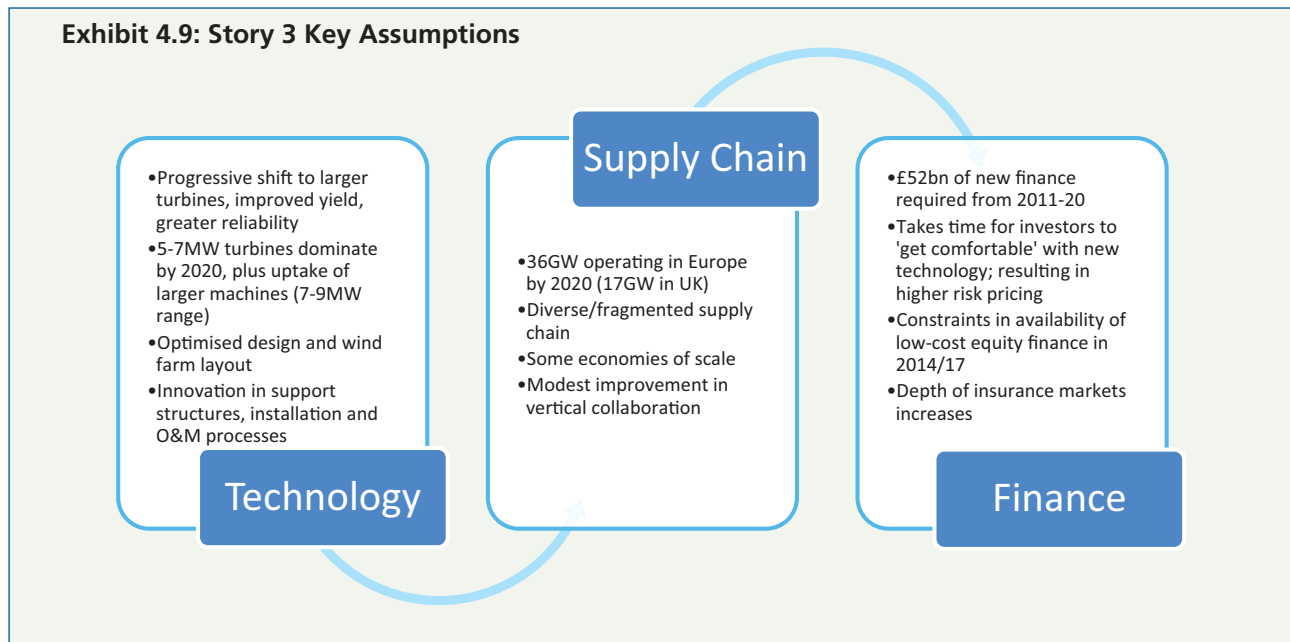 Exhibit 4.9: Story 3 Key Assumptions
•Progressive shift to larger
turbines, improved yield,
greater reliability
•5-7MW turbines dominate
by 2020, plus uptake of
larger machines (7-9MW
range)
•Optimised design and wind
farm layout
•Innovation in support
structures, installation and
O&M processes
Technology
Supply Chain
•36GW operating in Europe
by 2020 (17GW in UK)
•Diverse/fragmented supply
chain
•Some economies of scale
•Modest improvement in
vertical collaboration
•£52bn of new finance
required from 2011-20
•Takes time for investors to
'get comfortable' with new
technology; resulting in
higher risk pricing
•Constraints in availability of
low-cost equity finance in
2014/17
•Depth of insurance markets
increases
Finance